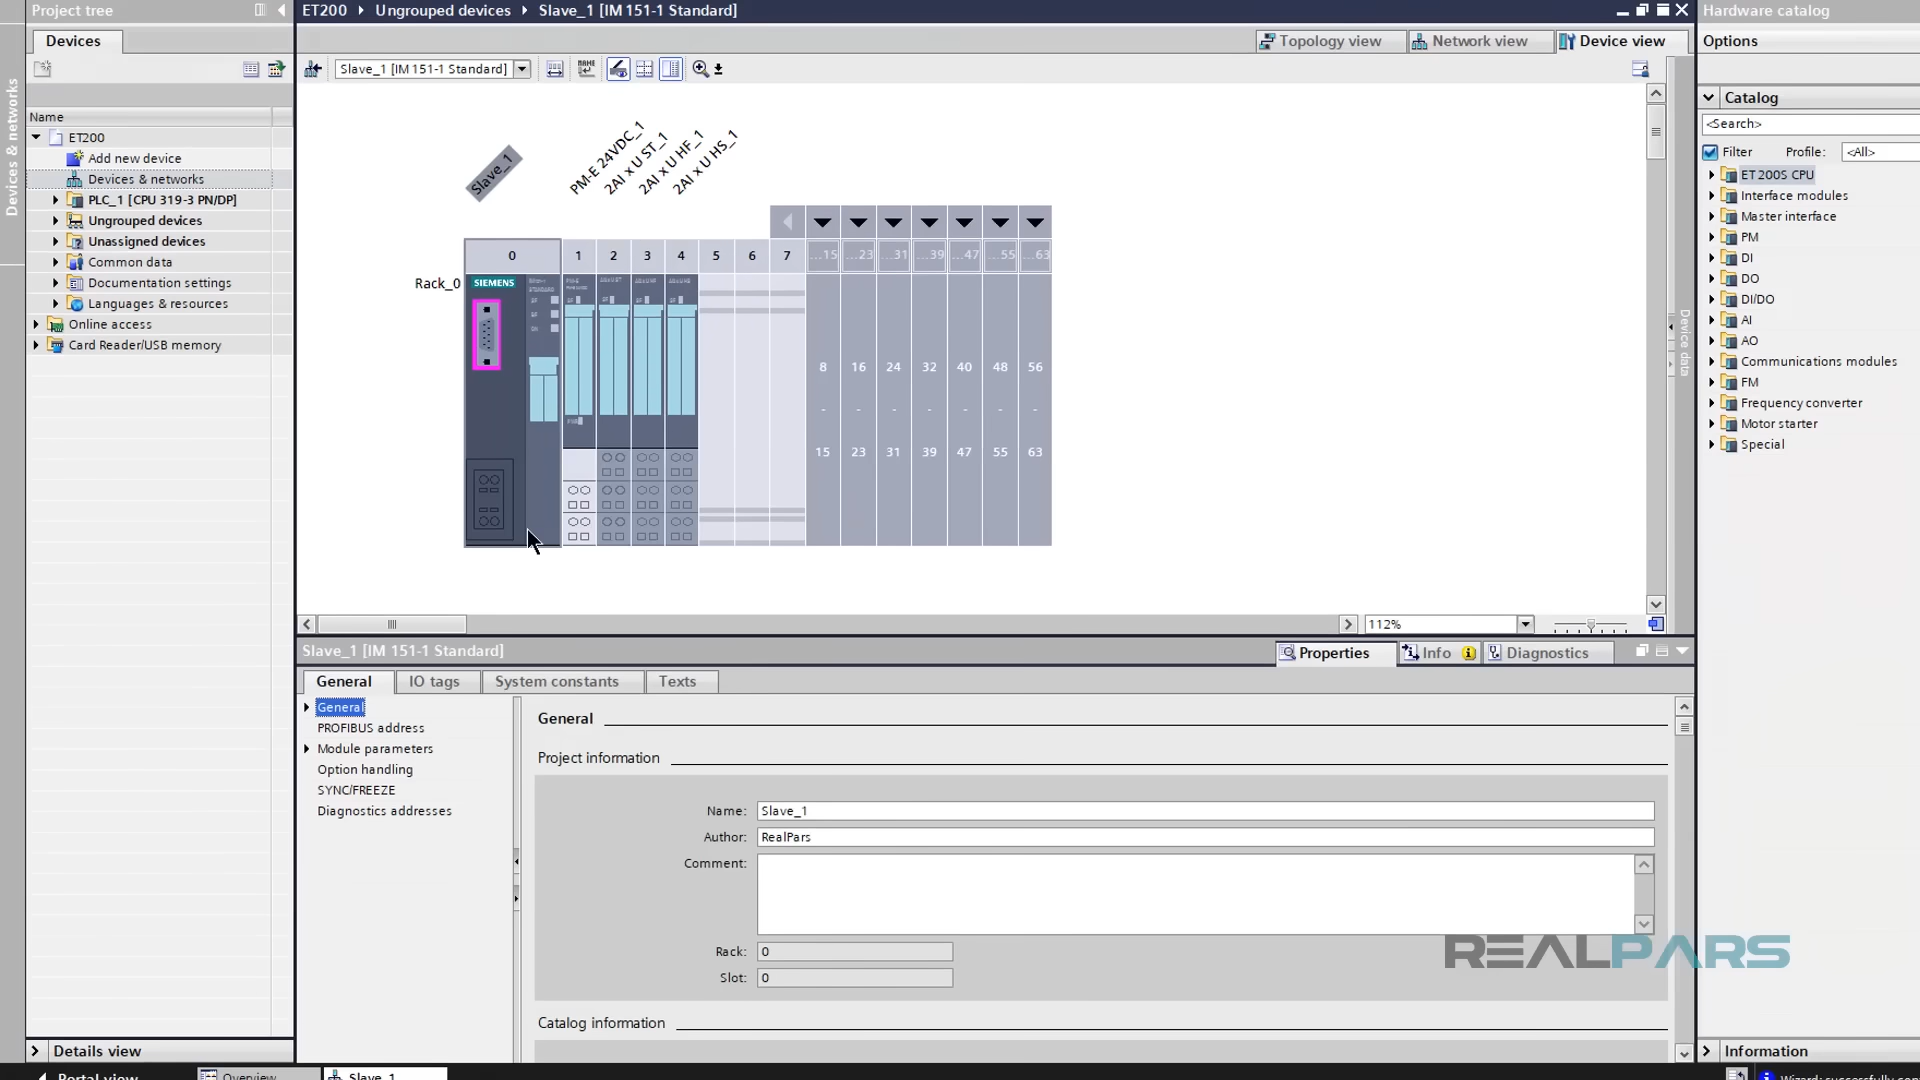 Project tree
ET200 Ungrouped devices Slave_1 [IM 151-1 Standard]
Hardware catalog
Devices
Topology view
Network view
Device view
Options
Slave_1 [IM 151-1 Standard]
Devices & networks
Name
ET200
Add new device
Devices & networks
PLC_1 [CPU 319-3 PN/DP]
Ungrouped devices
Unassigned devices
Common data
Documentation settings
Languages & resources
Online access
Card Reader/USB memory
Slave_1
PM-E 24VDC_1
2AI x U ST_1
2AI x U HF_1
2AI x U HS_1
0 1 2 3 4 5 6 7 ...15 ...23 ...31 ...39 ...47 ...55 ...63
Rack_0
SIEMENS
8 16 24 32 40 48 56
- - - - - - -
15 23 31 39 47 55 63
Device data
Catalog
<Search>
Filter Profile: <All>
ET 200S CPU
Interface modules
Master interface
PM
DI
DO
DI/DO
AI
AO
Communications modules
FM
Frequency converter
Motor starter
Special
112%
Slave_1 [IM 151-1 Standard]
Properties
Info
Diagnostics
General
IO tags
System constants
Texts
General
PROFIBUS address
Module parameters
Option handling
SYNC/FREEZE
Diagnostics addresses
General
Project information
Name: Slave_1
Author: RealPars
Comment:
Rack: 0
Slot: 0
Catalog information
REALPARS
Details view
Information
Portal view
Overview
Slave_1